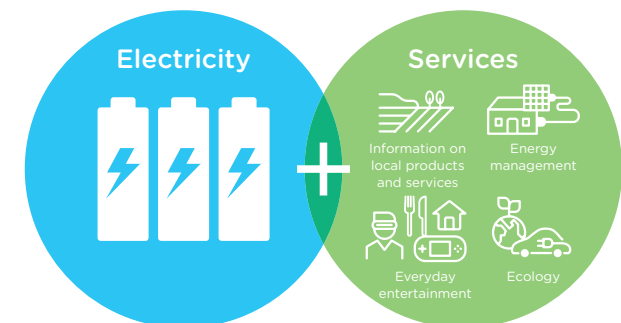 Electricity
Services
Information on
local products
and services
Energy
management
Everyday
entertainment
Ecology